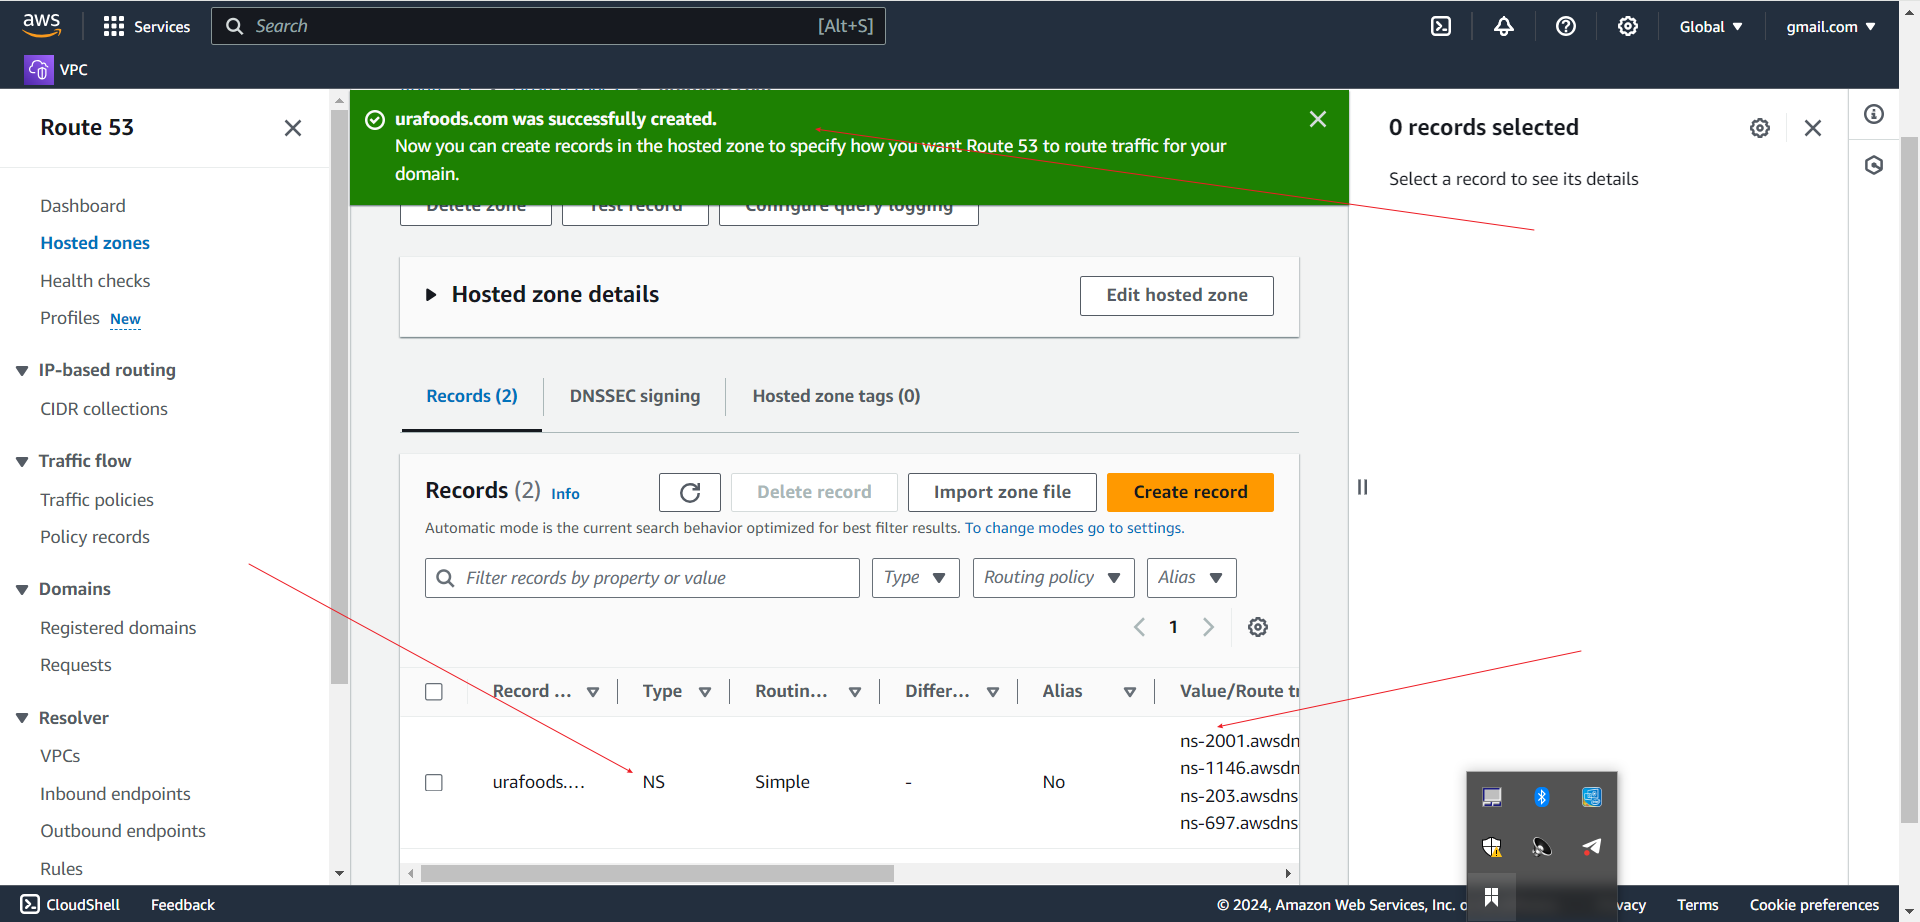 aws
Services
Search
[Alt+S]
Global
gmail.com
VPC
Route 53
Dashboard
Hosted zones
Health checks
Profiles New
IP-based routing
CIDR collections
Traffic flow
Traffic policies
Policy records
Domains
Registered domains
Requests
Resolver
VPCs
Inbound endpoints
Outbound endpoints
Rules
urafoods.com was successfully created.
Now you can create records in the hosted zone to specify how you want Route 53 to route traffic for your
domain.
Delete zone
Test record
Configure query logging
Hosted zone details
Edit hosted zone
Records (2)
DNSSEC signing
Hosted zone tags (0)
Records (2) Info
Delete record
Import zone file
Create record
Automatic mode is the current search behavior optimized for best filter results. To change modes go to settings.
Filter records by property or value
Type
Routing policy
Alias
1
Record ...
Type
Routin...
Differ...
Alias
Value/Route
urafoods....
NS
Simple
-
No
ns-2001.awsdn
ns-1146.awsdn
ns-203.awsdns
ns-697.awsdns
0 records selected
Select a record to see its details
CloudShell
Feedback
© 2024, Amazon Web Services, Inc.
Terms
Cookie preferences